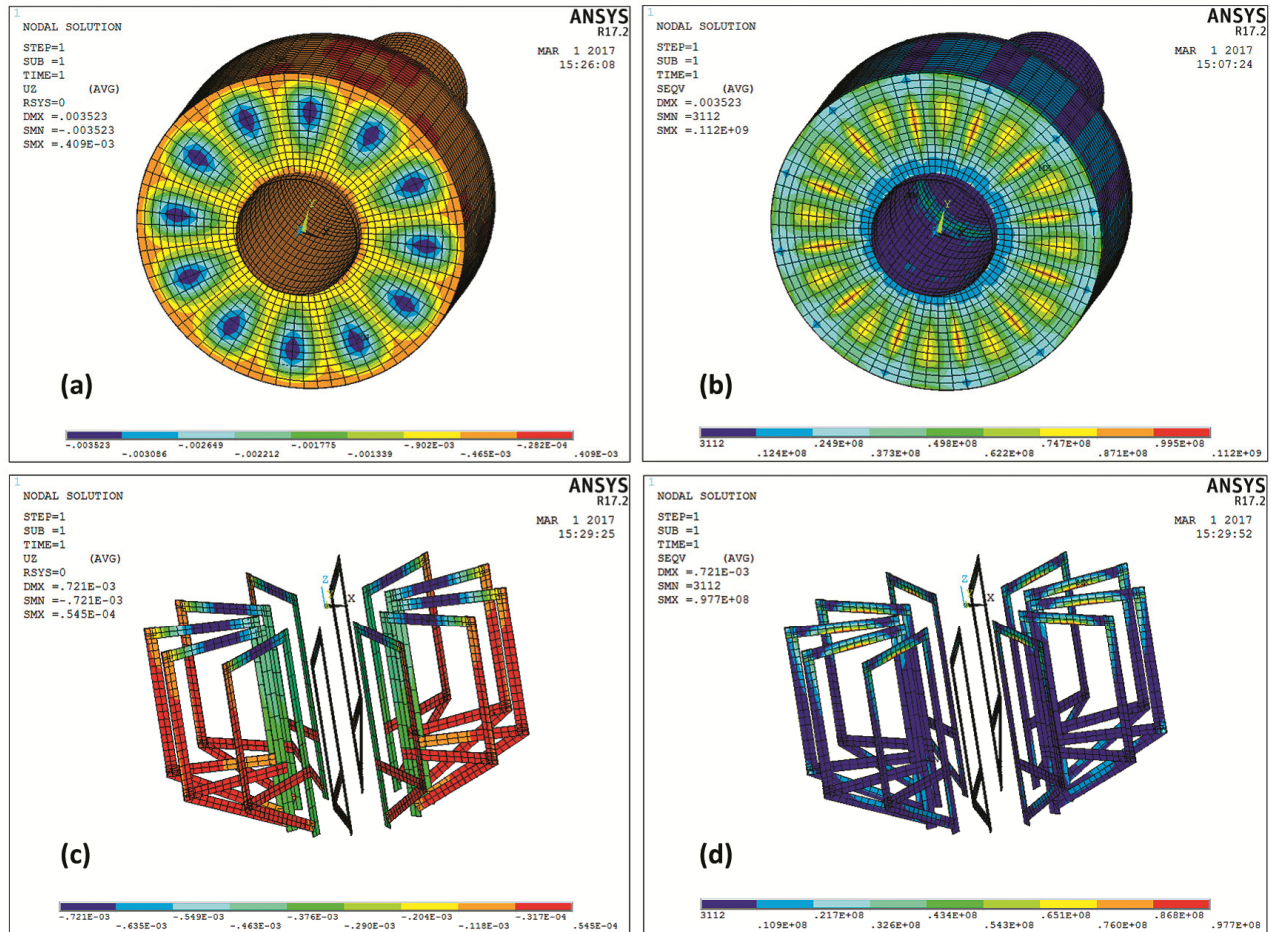 1
NODAL SOLUTION
STEP=1
SUB =1
TIME=1
UZ (AVG)
RSYS=0
DMX =.003523
SMN =-.003523
SMX =.409E-03
ANSYS
R17.2
MAR 1 2017
15:26:08
Y
X
(a)
-.003523 -.002649 -.001775 -.902E-03 -.282E-04
-.003086 -.002212 -.001339 -.465E-03 .409E-03
1
NODAL SOLUTION
STEP=1
SUB =1
TIME=1
SEQV (AVG)
DMX =.003523
SMN =3112
SMX =.112E+09
ANSYS
R17.2
MAR 1 2017
15:07:24
MX
Y
(b)
3112 .249E+08 .498E+08 .747E+08 .995E+08
.124E+08 .373E+08 .622E+08 .871E+08 .112E+09
1
NODAL SOLUTION
STEP=1
SUB =1
TIME=1
UZ (AVG)
RSYS=0
DMX =.721E-03
SMN =-.721E-03
SMX =.545E-04
ANSYS
R17.2
MAR 1 2017
15:29:25
Z
X
(c)
-.721E-03 -.549E-03 -.376E-03 -.204E-03 -.317E-04
-.635E-03 -.463E-03 -.290E-03 -.118E-03 .545E-04
1
NODAL SOLUTION
STEP=1
SUB =1
TIME=1
SEQV (AVG)
DMX =.721E-03
SMN =3112
SMX =.977E+08
ANSYS
R17.2
MAR 1 2017
15:29:52
Z
X
(d)
3112 .217E+08 .434E+08 .651E+08 .868E+08
.109E+08 .326E+08 .543E+08 .760E+08 .977E+08